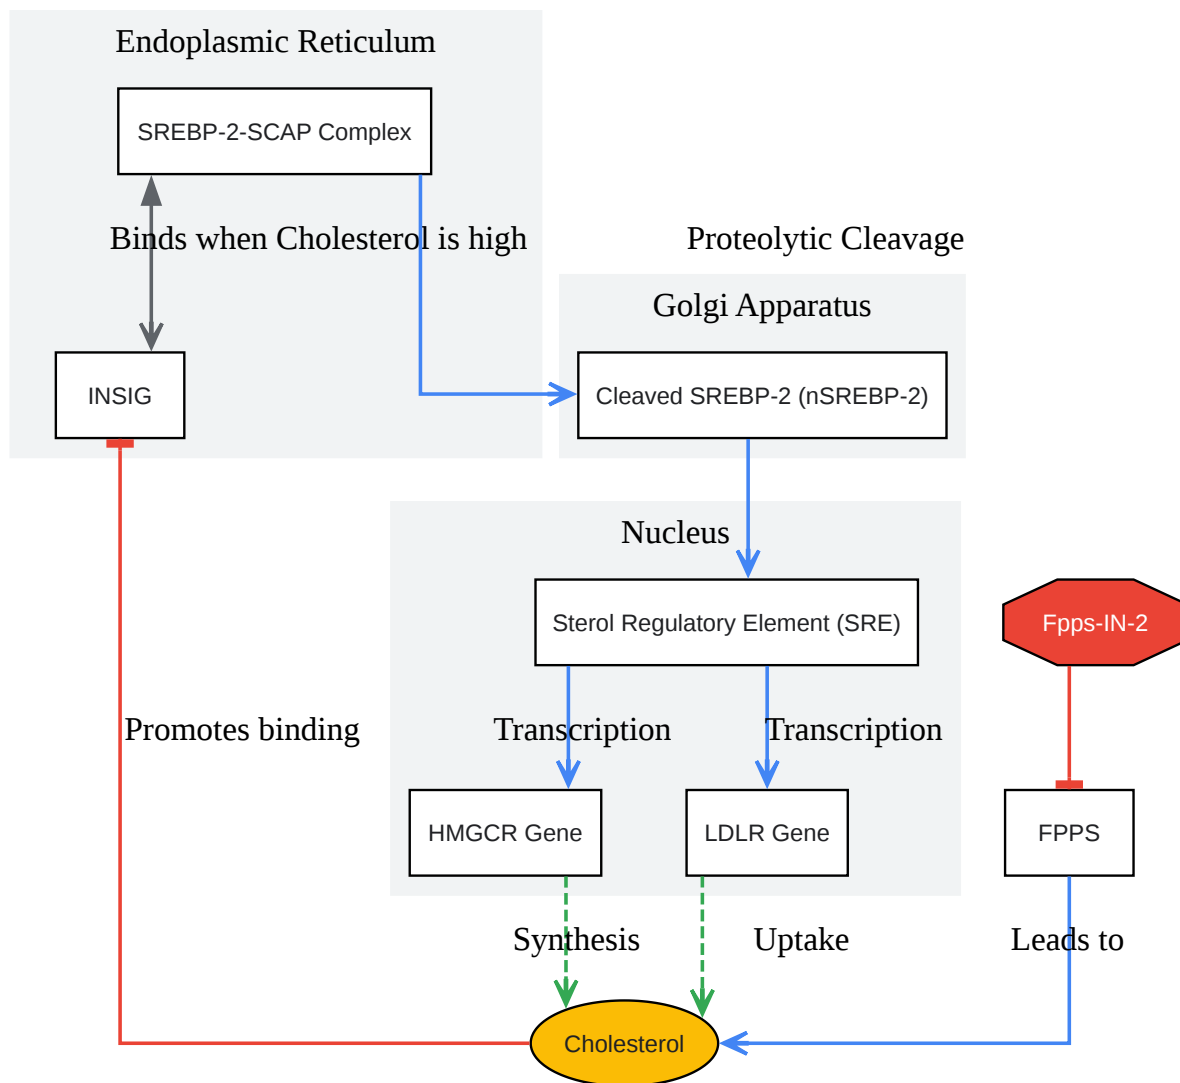 Endoplasmic Reticulum
SREBP-2-SCAP Complex
Binds when Cholesterol is high
Proteolytic Cleavage
Golgi Apparatus
INSIG
Cleaved SREBP-2 (nSREBP-2)
Nucleus
Sterol Regulatory Element (SRE)
Fpps-IN-2
Promotes binding
Transcription
Transcription
HMGCR Gene
LDLR Gene
FPPS
Synthesis
Uptake
Leads to
Cholesterol